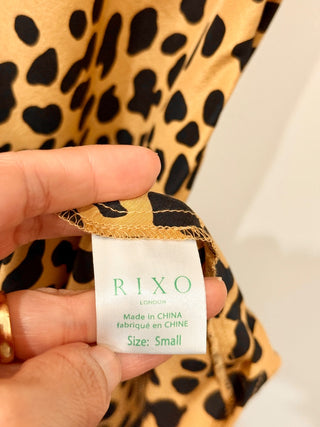 RIXO
LONDON
Made in CHINA
fabriqué en CHINE
Size: Small